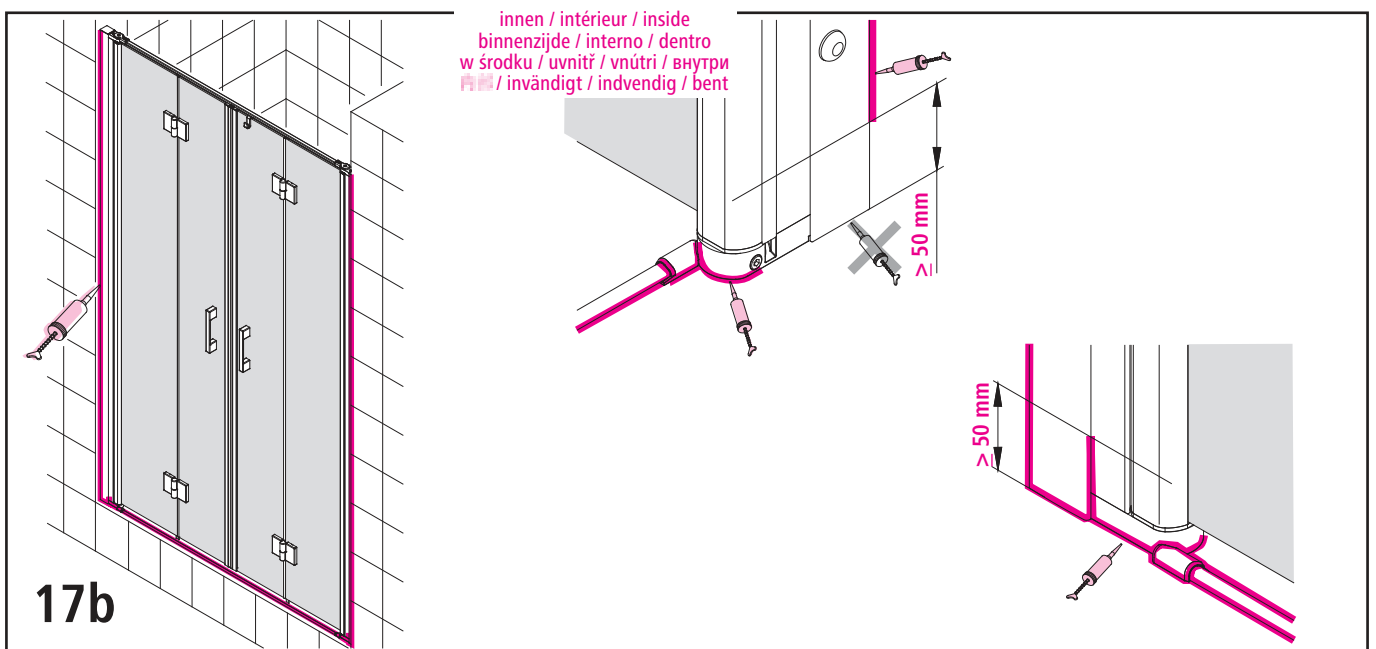 innen / intérieur / inside
binnenzijde / interno / dentro
w środku / uvnitř / vnútri / внутри
/ invändigt / indvendig / bent
≥ 50 mm
≥ 50 mm
17b